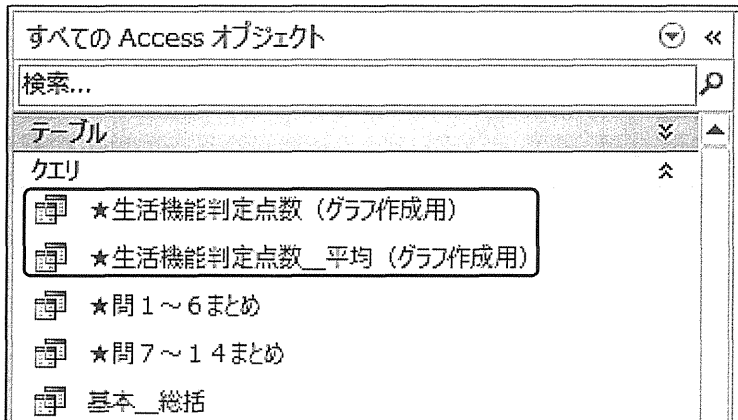 すべての Access オブジェクト
検索...
テーブル
クエリ
★生活機能判定点数（グラフ作成用）
★生活機能判定点数__平均（グラフ作成用）
★問１～６まとめ
★問７～１４まとめ
基本__総括